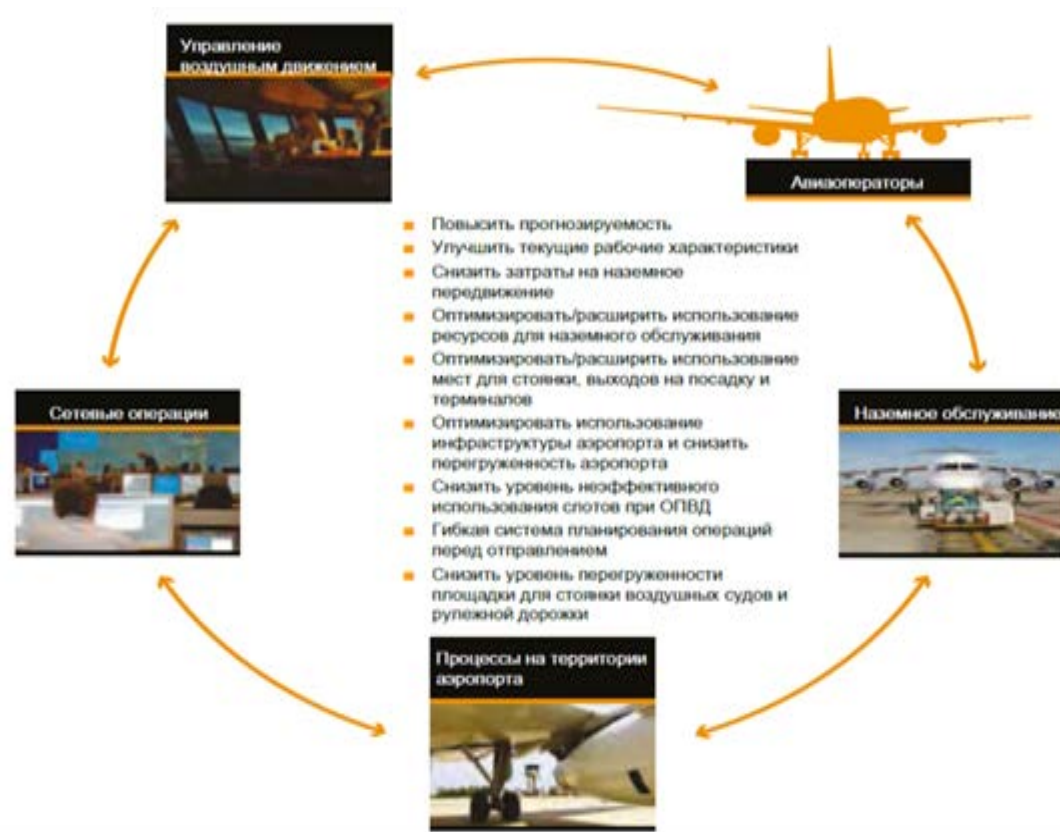 Управление
воздушным движением
Авиаоператоры
Повысить прогнозируемость
Улучшить текущие рабочие характеристики
Снизить затраты на наземное
передвижение
Оптимизировать/расширить использование
ресурсов для наземного обслуживания
Оптимизировать/расширить использование
мест для стоянки, выходов на посадку и
терминалов
Оптимизировать использование
инфраструктуры аэропорта и снизить
перегруженность аэропорта
Снизить уровень неэффективного
использования слотов при ОПВД
Гибкая система планирования операций
перед отправлением
Снизить уровень перегруженности
площадки для стоянки воздушных судов и
рулежной дорожки
Сетевые операции
Наземное обслуживание
Процессы на территории
аэропорта